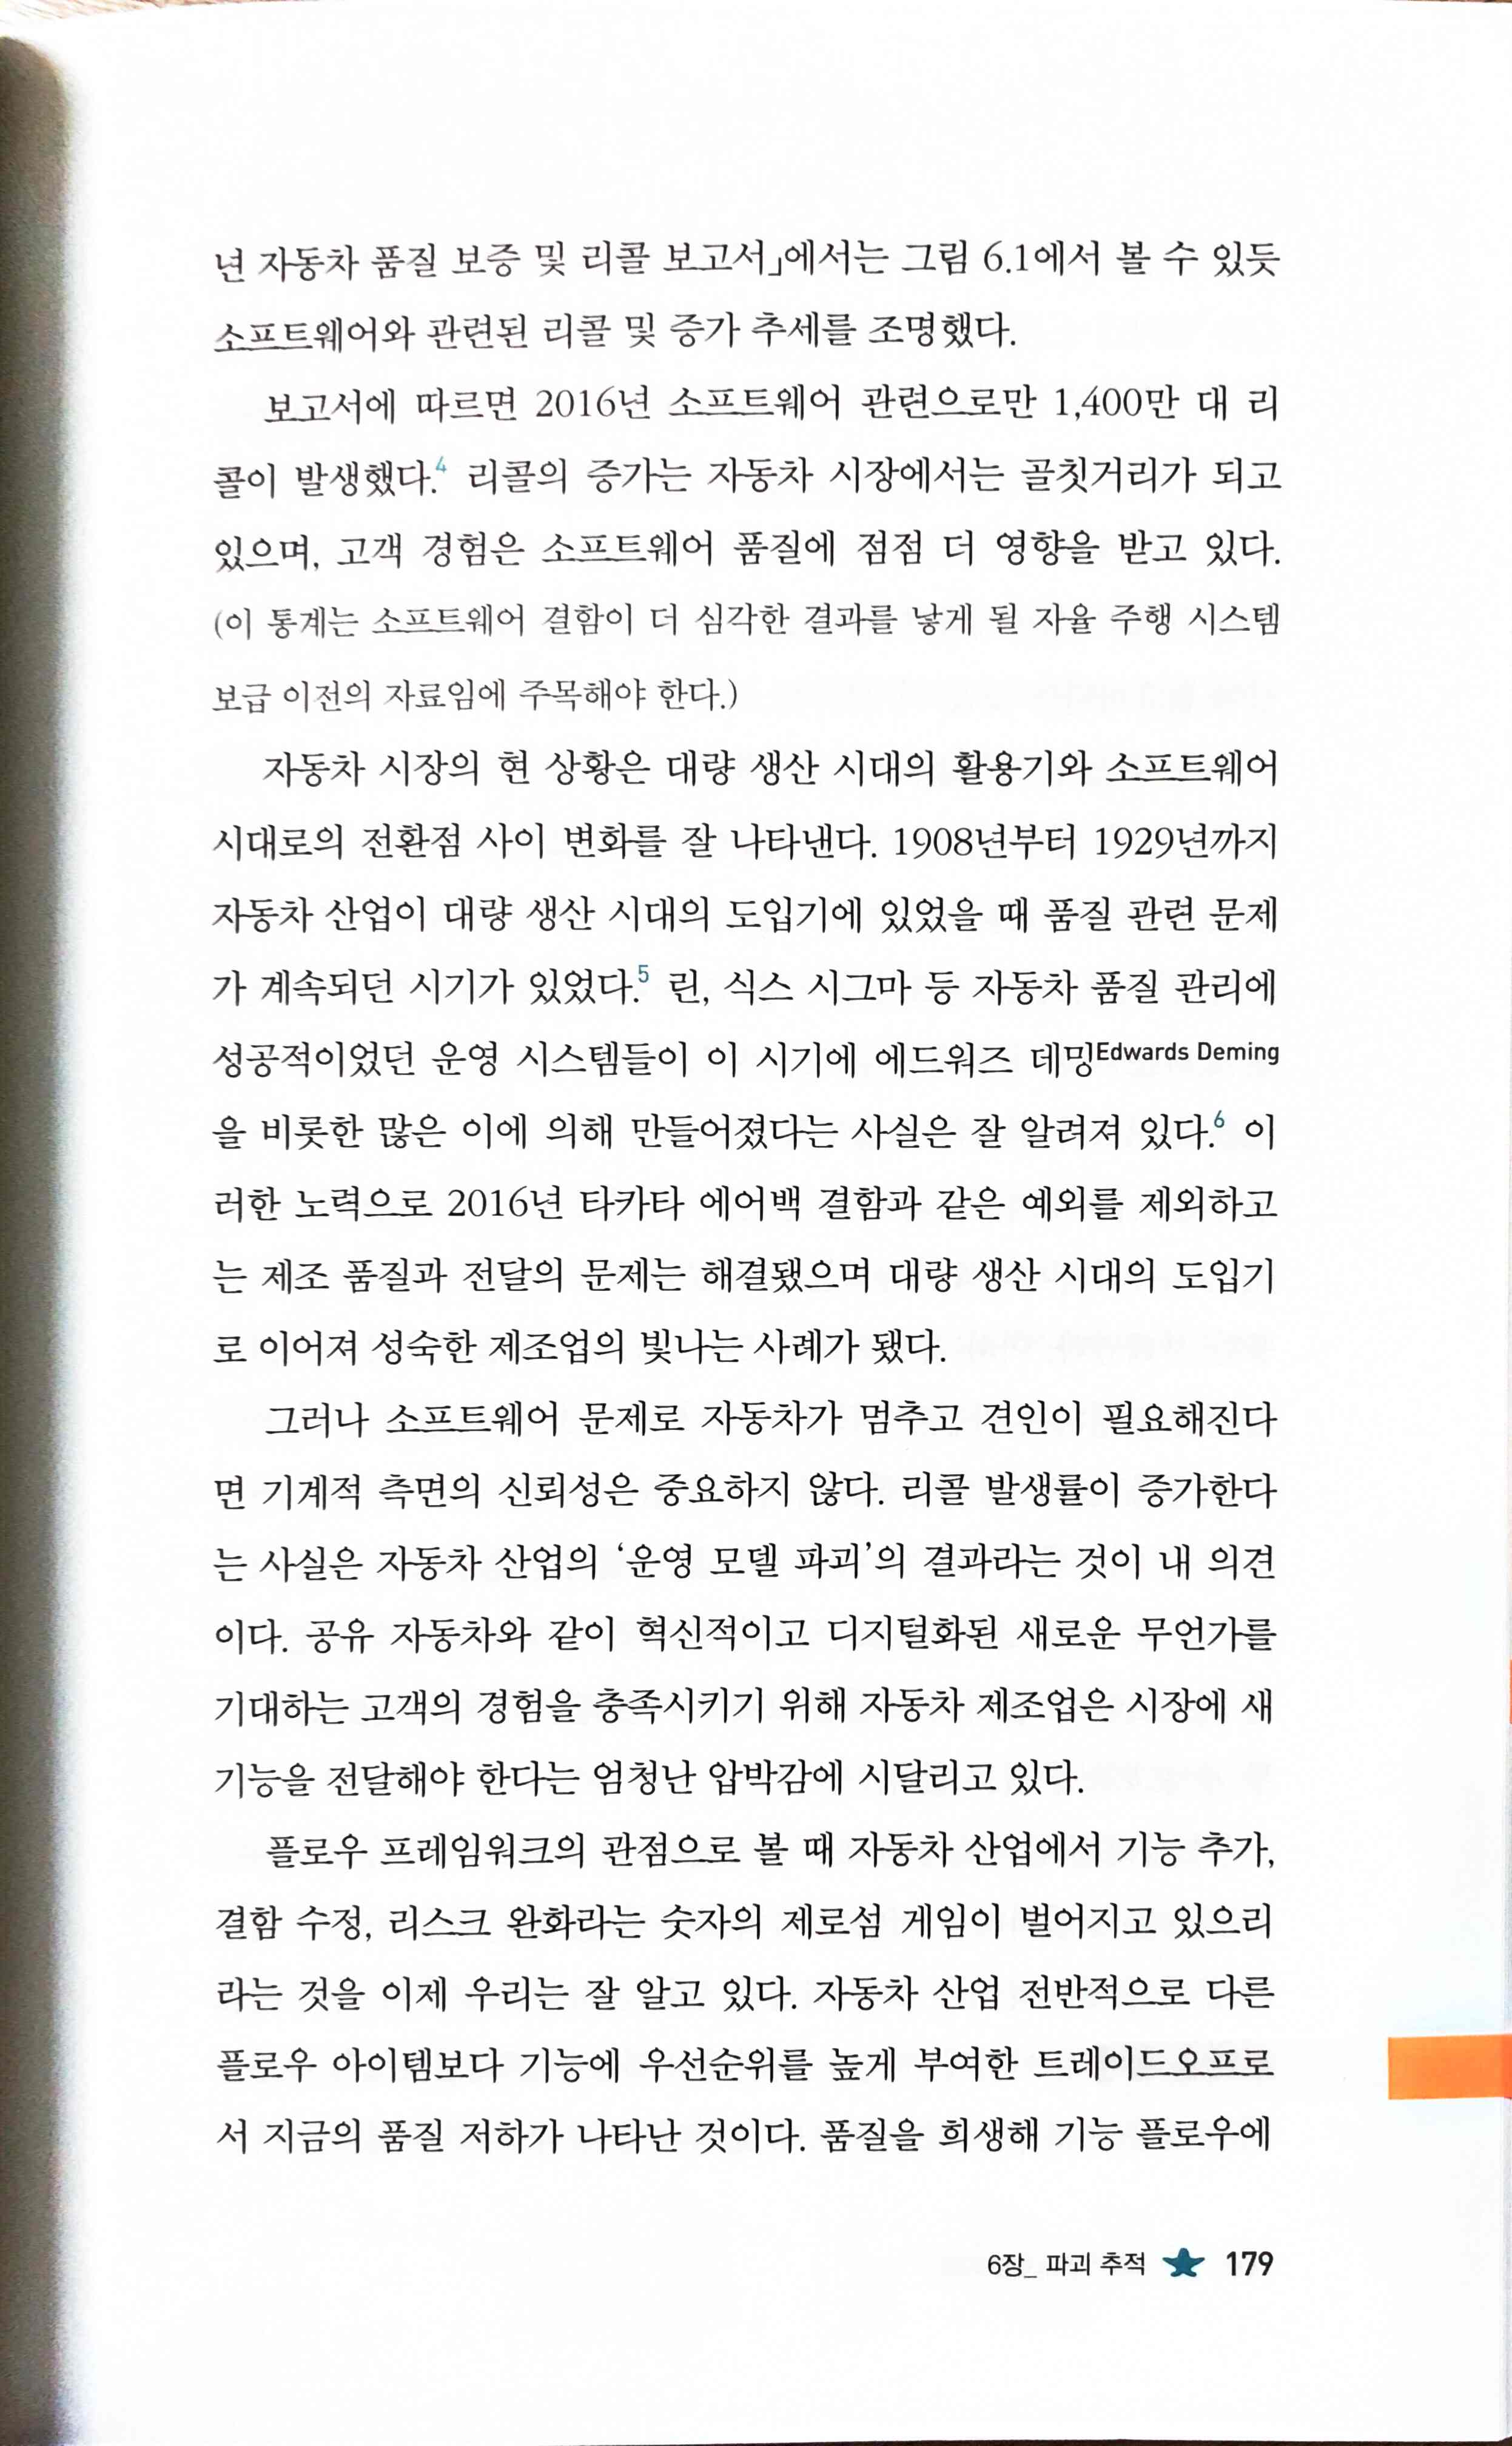 년 자동차 품질 보증 및 리콜 보고서」에서는 그림 6.1에서 볼 수 있듯
소프트웨어와 관련된 리콜 및 증가 추세를 조명했다.
보고서에 따르면 2016년 소프트웨어 관련으로만 1,400만 대 리
콜이 발생했다.4 리콜의 증가는 자동차 시장에서는 골칫거리가 되고
있으며, 고객 경험은 소프트웨어 품질에 점점 더 영향을 받고 있다.
(이 통계는 소프트웨어 결함이 더 심각한 결과를 낳게 될 자율 주행 시스템
보급 이전의 자료임에 주목해야 한다.)
자동차 시장의 현 상황은 대량 생산 시대의 활용기와 소프트웨어
시대로의 전환점 사이 변화를 잘 나타낸다. 1908년부터 1929년까지
자동차 산업이 대량 생산 시대의 도입기에 있었을 때 품질 관련 문제
가 계속되던 시기가 있었다.5 린, 식스 시그마 등 자동차 품질 관리에
성공적이었던 운영 시스템들이 이 시기에 에드워즈 데밍Edwards Deming
을 비롯한 많은 이에 의해 만들어졌다는 사실은 잘 알려져 있다.6 이
러한 노력으로 2016년 타카타 에어백 결함과 같은 예외를 제외하고
는 제조 품질과 전달의 문제는 해결됐으며 대량 생산 시대의 도입기
로 이어져 성숙한 제조업의 빛나는 사례가 됐다.
그러나 소프트웨어 문제로 자동차가 멈추고 견인이 필요해진다
면 기계적 측면의 신뢰성은 중요하지 않다. 리콜 발생률이 증가한다
는 사실은 자동차 산업의 ‘운영 모델 파괴’의 결과라는 것이 내 의견
이다. 공유 자동차와 같이 혁신적이고 디지털화된 새로운 무언가를
기대하는 고객의 경험을 충족시키기 위해 자동차 제조업은 시장에 새
기능을 전달해야 한다는 엄청난 압박감에 시달리고 있다.
플로우 프레임워크의 관점으로 볼 때 자동차 산업에서 기능 추가,
결함 수정, 리스크 완화라는 숫자의 제로섬 게임이 벌어지고 있으리
라는 것을 이제 우리는 잘 알고 있다. 자동차 산업 전반적으로 다른
플로우 아이템보다 기능에 우선순위를 높게 부여한 트레이드오프로
서 지금의 품질 저하가 나타난 것이다. 품질을 희생해 기능 플로우에
6장_ 파괴 추적 179